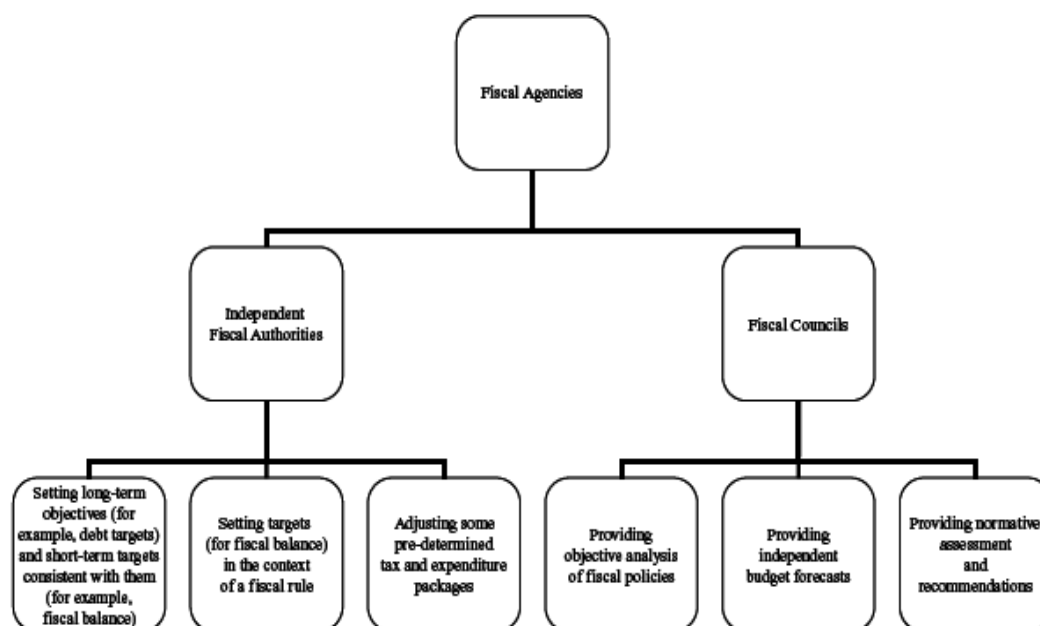 Fiscal Agencies
Independent
Fiscal Authorities
Fiscal Councils
Setting long-term
objectives (for
example, debt targets)
and short-term targets
consistent with them
(for example,
fiscal balance)
Setting targets
(for fiscal balance)
in the context
of a fiscal rule
Adjusting some
pre-determined
tax and expenditure
packages
Providing
objective analysis
of fiscal policies
Providing
independent
budget forecasts
Providing normative
assessment
and
recommendations